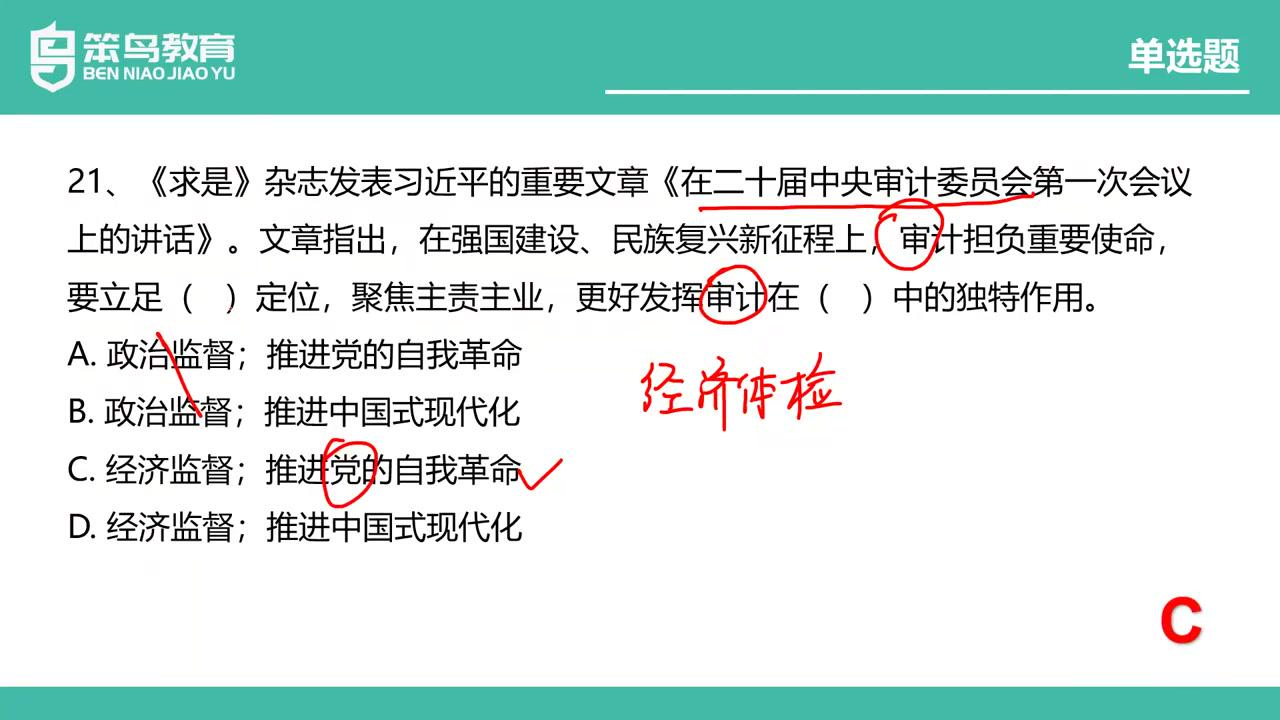 笨鸟教育
BEN NIAO JIAO YU
单选题
21、《求是》杂志发表习近平的重要文章《在二十届中央审计委员会第一次会议
上的讲话》。文章指出，在强国建设、民族复兴新征程上，审计担负重要使命，
要立足（ ）定位，聚焦主责主业，更好发挥审计在（ ）中的独特作用。
A. 政治监督；推进党的自我革命
B. 政治监督；推进中国式现代化
C. 经济监督；推进党的自我革命
D. 经济监督；推进中国式现代化
经济体检
C